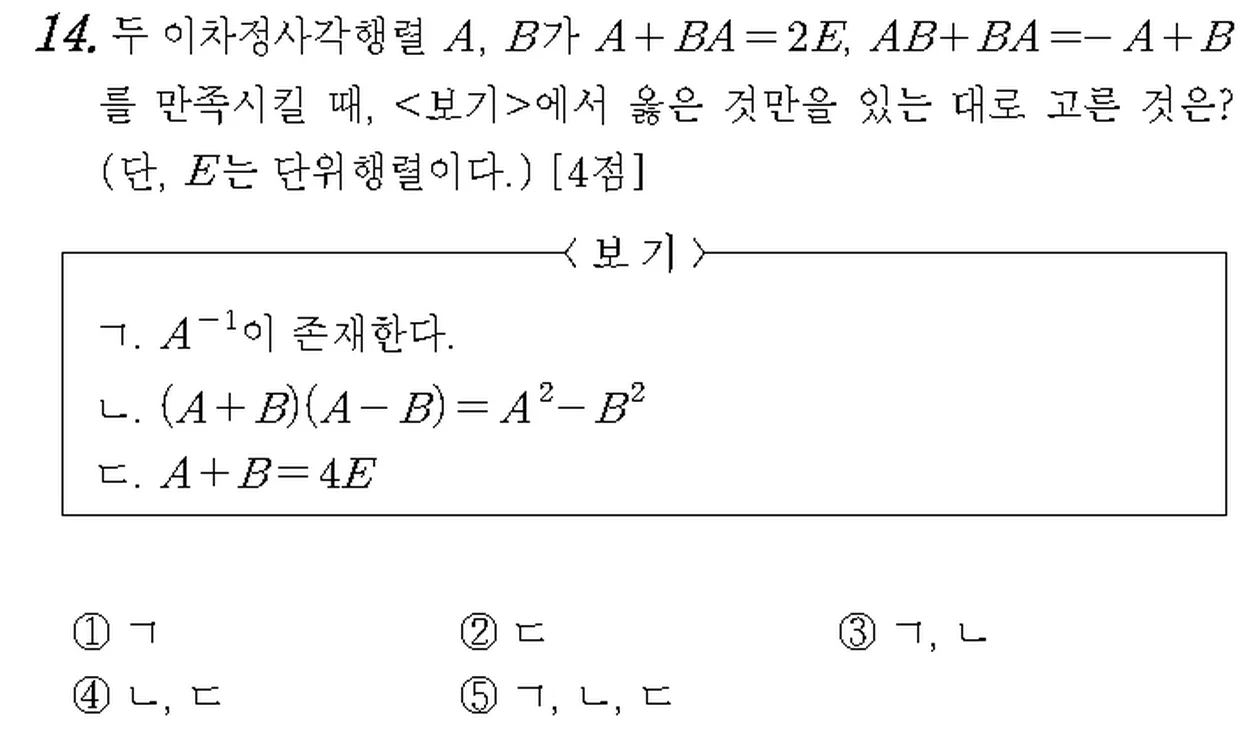 14. 두 이차정사각행렬 A, B가 A+BA=2E, AB+BA=-A+B
를 만족시킬 때, <보기>에서 옳은 것만을 있는 대로 고른 것은?
(단, E는 단위행렬이다.) [4점]
〈 보 기 〉
ㄱ. A⁻¹이 존재한다.
ㄴ. (A+B)(A-B)=A²-B²
ㄷ. A+B=4E
① ㄱ ② ㄷ ③ ㄱ, ㄴ
④ ㄴ, ㄷ ⑤ ㄱ, ㄴ, ㄷ